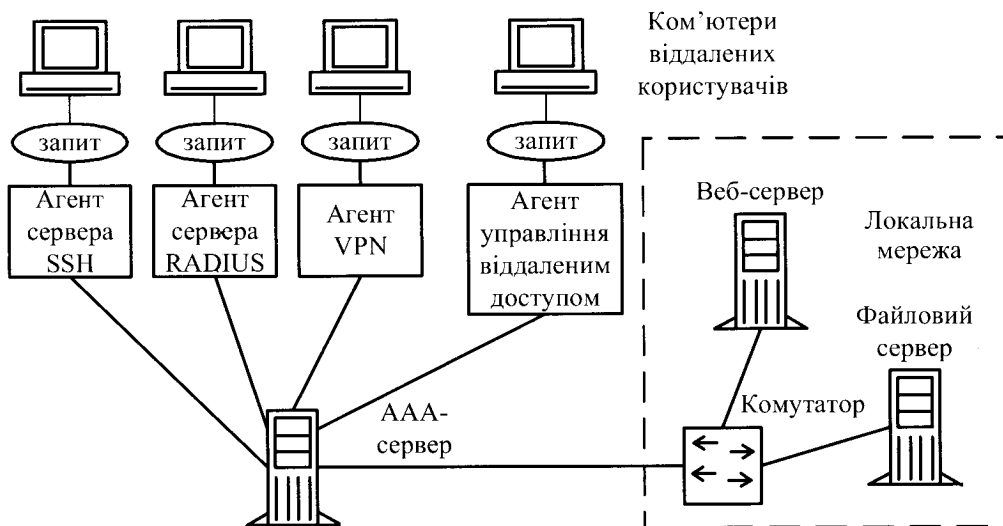 Ком’ютери
віддалених
користувачів
запит
запит
запит
запит
Агент
сервера
SSH
Агент
сервера
RADIUS
Агент
VPN
Агент
управління
віддаленим
доступом
Веб-сервер
Локальна
мережа
Файловий
сервер
Комутатор
ААА-
сервер